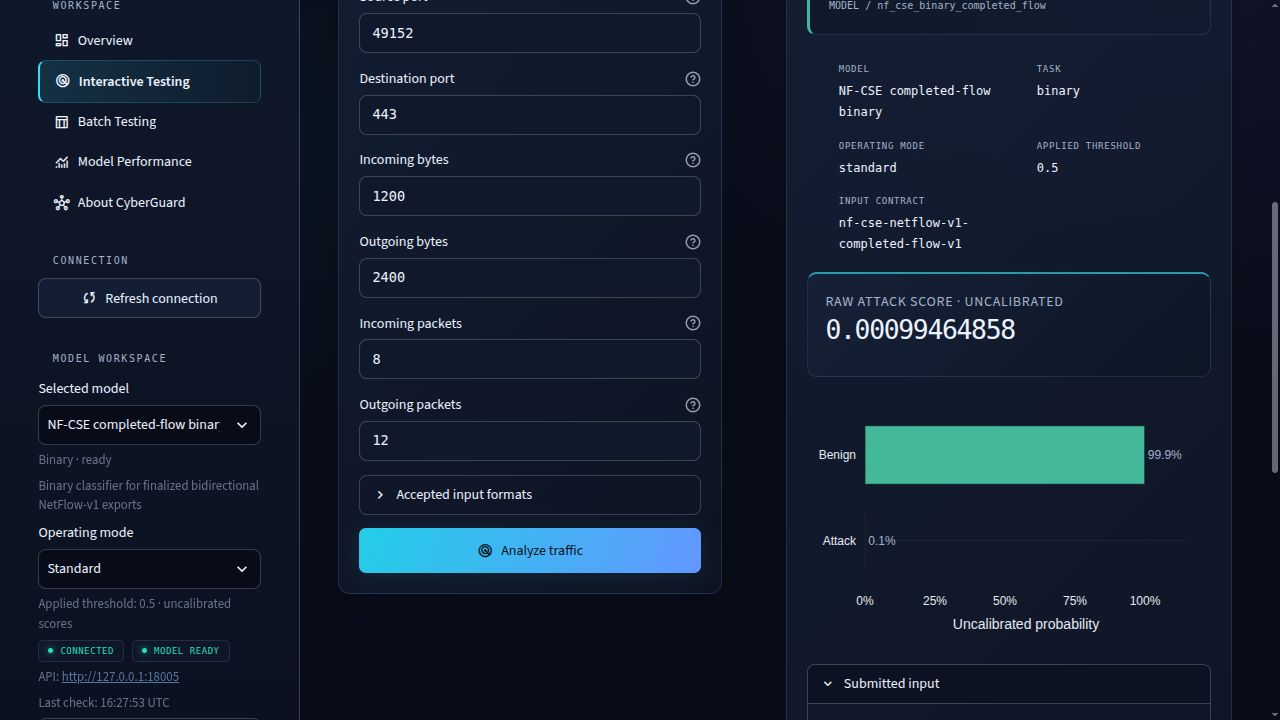 WORKSPACE
Overview
Interactive Testing
Batch Testing
Model Performance
About CyberGuard
CONNECTION
Refresh connection
MODEL WORKSPACE
Selected model
NF-CSE completed-flow binar
Binary · ready
Binary classifier for finalized bidirectional
NetFlow-v1 exports
Operating mode
Standard
Applied threshold: 0.5 · uncalibrated
scores
CONNECTED
MODEL READY
API: http://127.0.0.1:18005
Last check: 16:27:53 UTC
49152
Destination port
443
Incoming bytes
1200
Outgoing bytes
2400
Incoming packets
8
Outgoing packets
12
Accepted input formats
Analyze traffic
MODEL / nf_cse_binary_completed_flow
MODEL
NF-CSE completed-flow
binary
TASK
binary
OPERATING MODE
standard
APPLIED THRESHOLD
0.5
INPUT CONTRACT
nf-cse-netflow-v1-
completed-flow-v1
RAW ATTACK SCORE · UNCALIBRATED
0.00099464858
Benign
99.9%
Attack
0.1%
0%
25%
50%
75%
100%
Uncalibrated probability
Submitted input